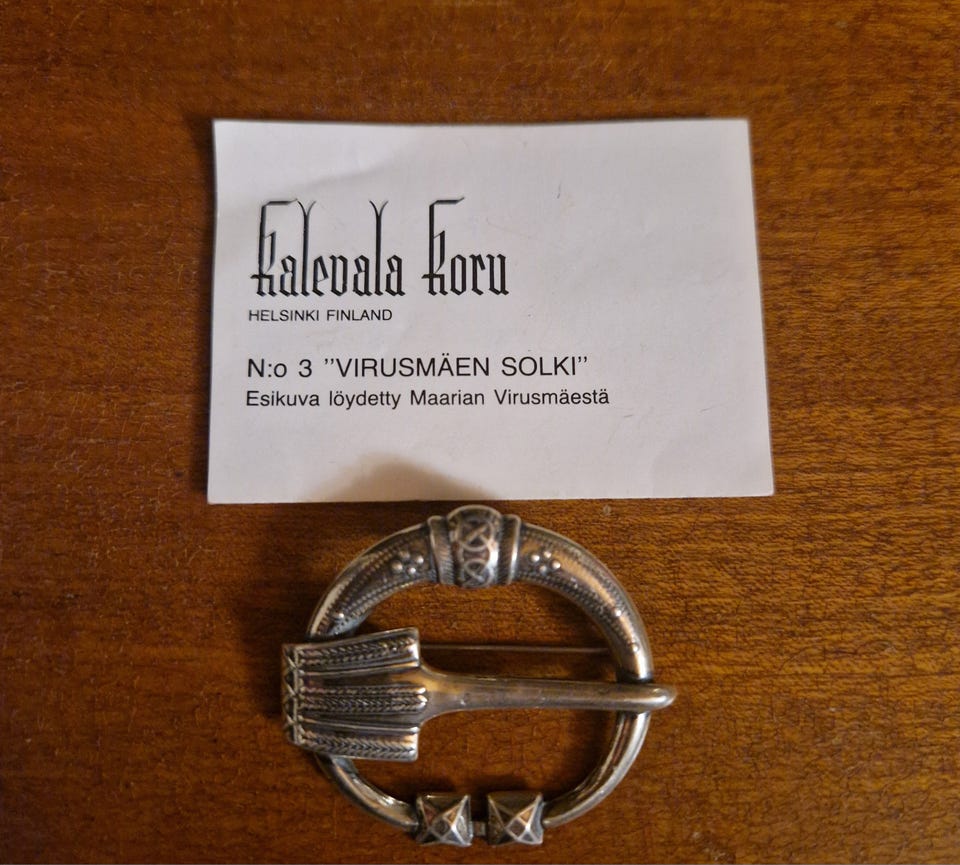 Kalevala Koru
HELSINKI FINLAND
N:o 3 ”VIRUSMÄEN SOLKI”
Esikuva löydetty Maarian Virusmäestä